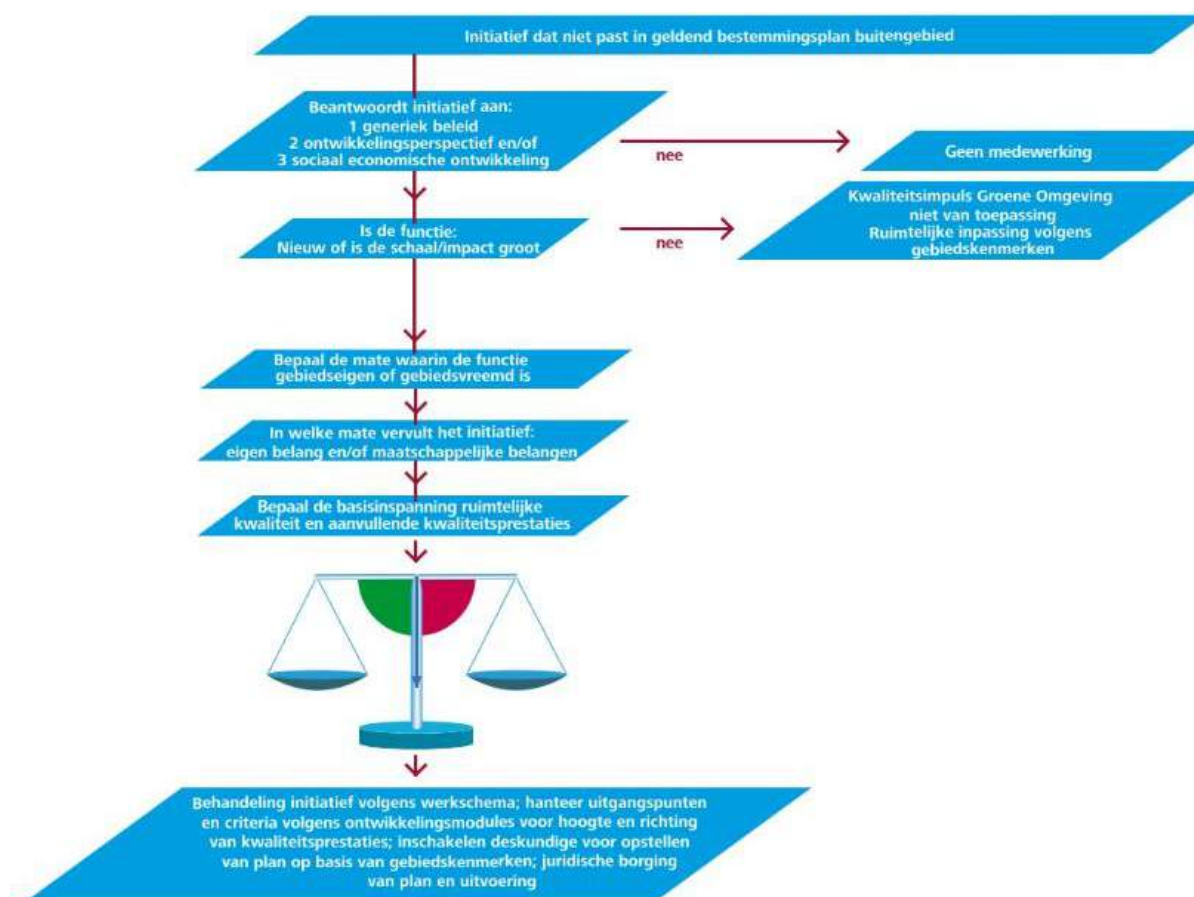 Initiatief dat niet past in geldend bestemmingsplan buitengebied
Beantwoordt initiatief aan:
1 generiek beleid
2 ontwikkelingsperspectief en/of
3 sociaal economische ontwikkeling
nee
Geen medewerking
Is de functie:
Nieuw of is de schaal/impact groot
nee
Kwaliteitsimpuls Groene Omgeving
niet van toepassing
Ruimtelijke inpassing volgens
gebiedskenmerken
Bepaal de mate waarin de functie
gebiedseigen of gebiedsvreemd is
In welke mate vervult het initiatief:
eigen belang en/of maatschappelijke belangen
Bepaal de basisinspanning ruimtelijke
kwaliteit en aanvullende kwaliteitsprestaties
Behandeling initiatief volgens werkschema; hanteer uitgangspunten
en criteria volgens ontwikkelingsmodules voor hoogte en richting
van kwaliteitsprestaties; inschakelen deskundige voor opstellen
van plan op basis van gebiedskenmerken; juridische borging
van plan en uitvoering